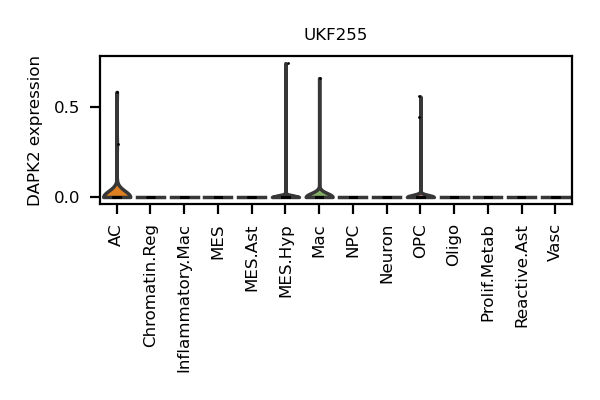 UKF255
DAPK2 expression
0.5
0.0
AC
Chromatin.Reg
Inflammatory.Mac
MES
MES.Ast
MES.Hyp
Mac
NPC
Neuron
OPC
Oligo
Prolif.Metab
Reactive.Ast
Vasc